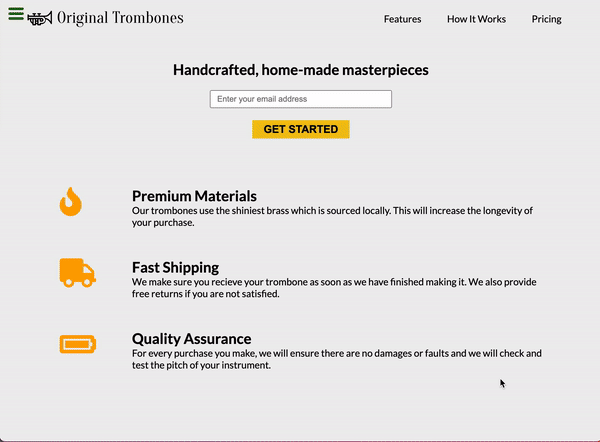 Original Trombones
Features
How It Works
Pricing
Handcrafted, home-made masterpieces
Enter your email address
GET STARTED
Premium Materials
Our trombones use the shiniest brass which is sourced locally. This will increase the longevity of
your purchase.
Fast Shipping
We make sure you recieve your trombone as soon as we have finished making it. We also provide
free returns if you are not satisfied.
Quality Assurance
For every purchase you make, we will ensure there are no damages or faults and we will check and
test the pitch of your instrument.